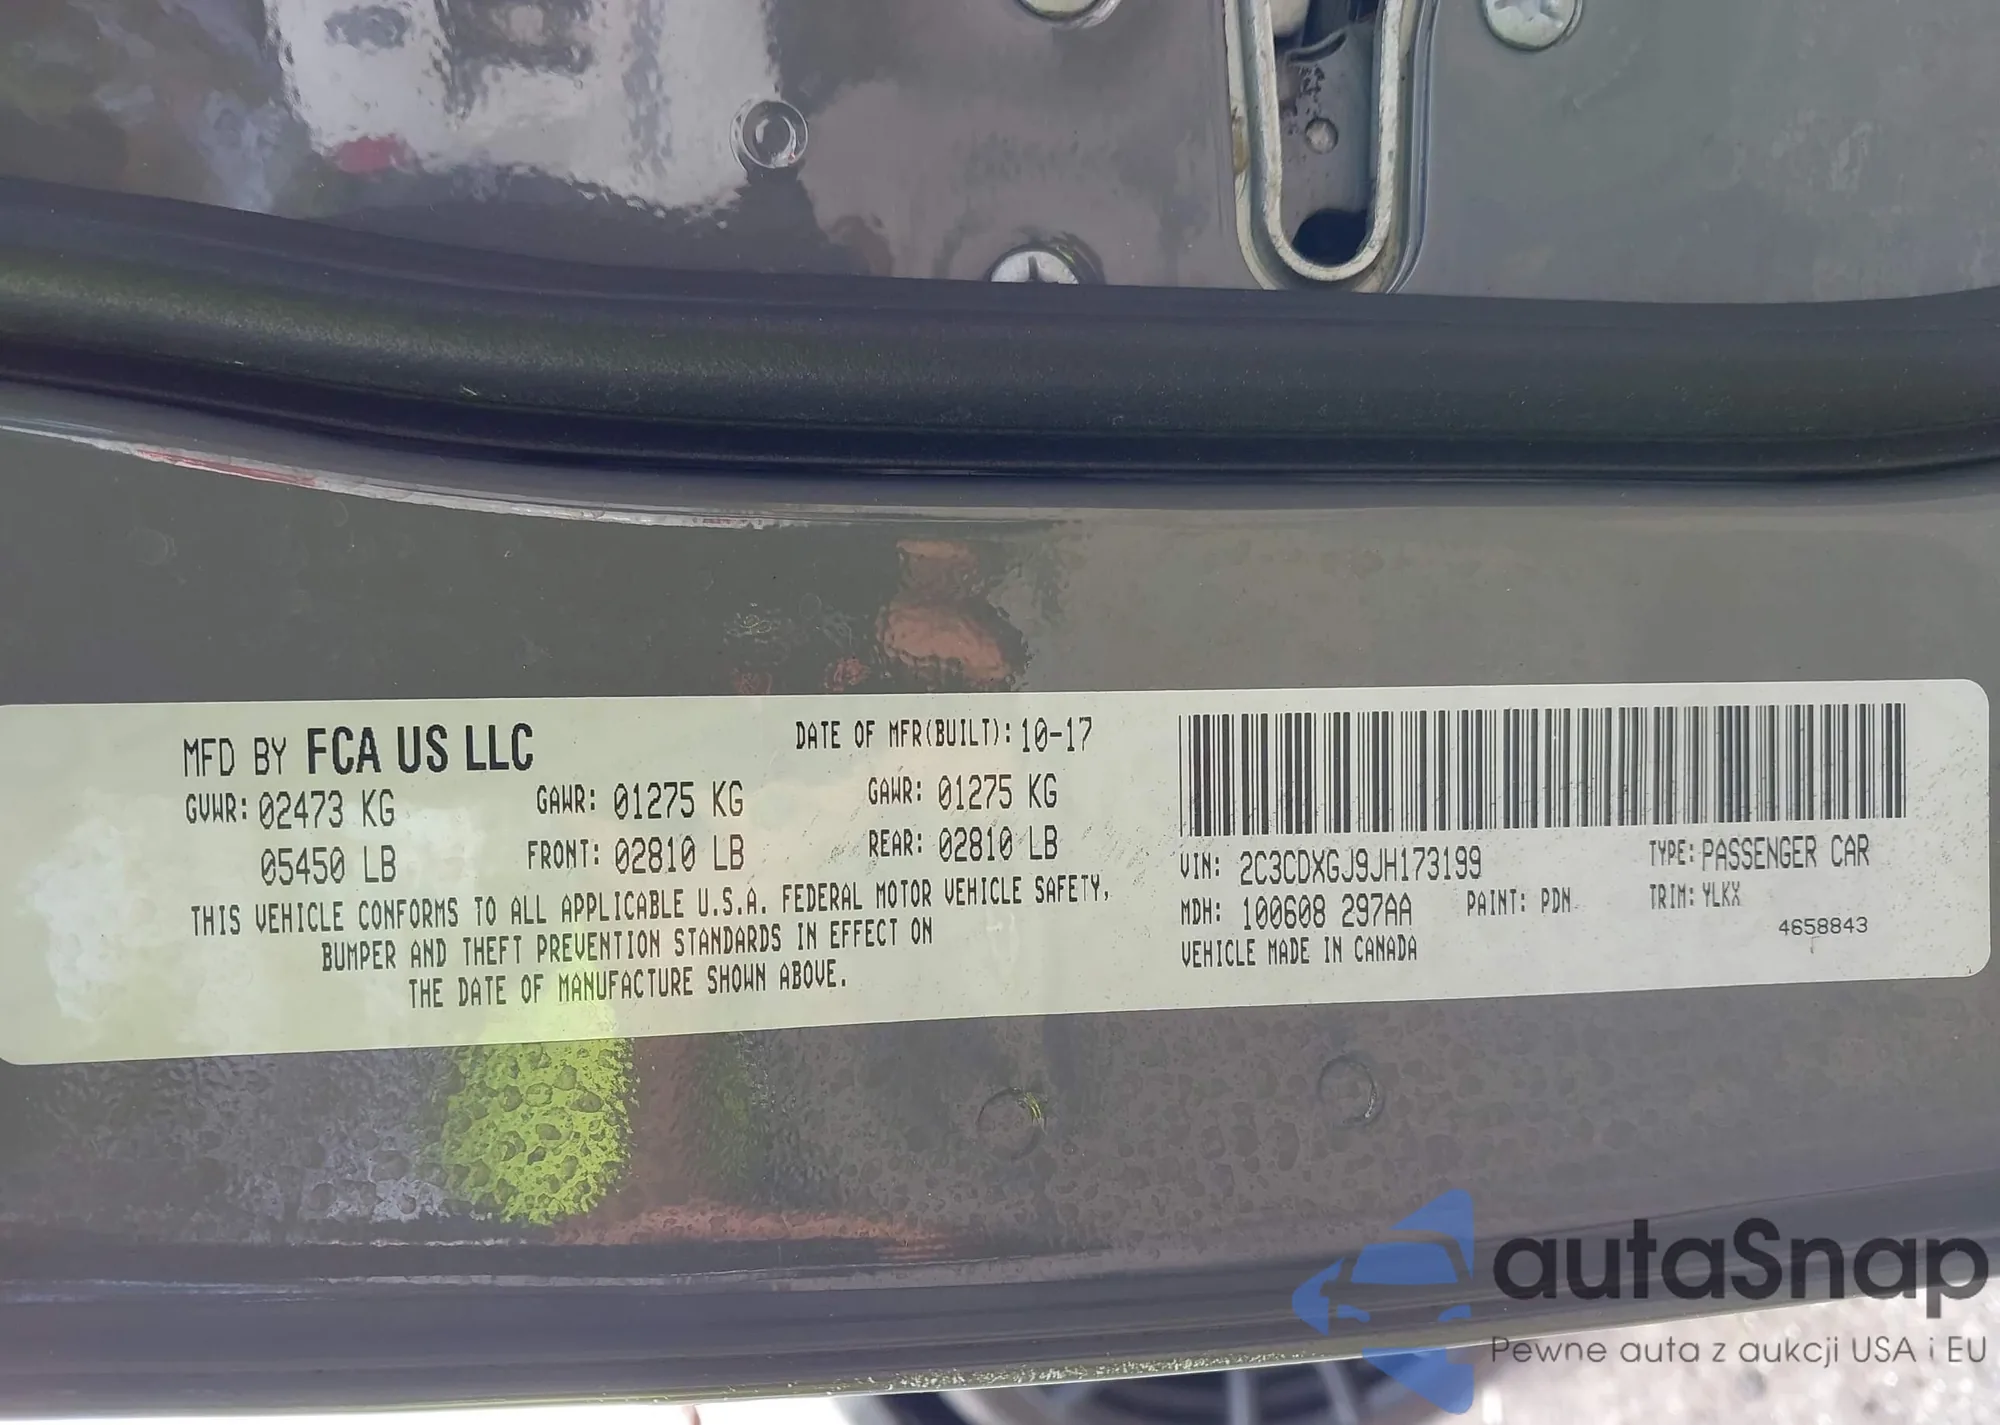 MFD BY FCA US LLC
DATE OF MFR(BUILT): 10-17
GVWR: 02473 KG GAWR: 01275 KG GAWR: 01275 KG
05450 LB FRONT: 02810 LB REAR: 02810 LB
THIS VEHICLE CONFORMS TO ALL APPLICABLE U.S.A. FEDERAL MOTOR VEHICLE SAFETY,
BUMPER AND THEFT PREVENTION STANDARDS IN EFFECT ON
THE DATE OF MANUFACTURE SHOWN ABOVE.
VIN: 2C3CDXGJ9JH173199 TYPE: PASSENGER CAR
MDH: 100608 297AA PAINT: PDN TRIM: YLKX
VEHICLE MADE IN CANADA
4658843
autaSnap
Pewne auta z aukcji USA i EU